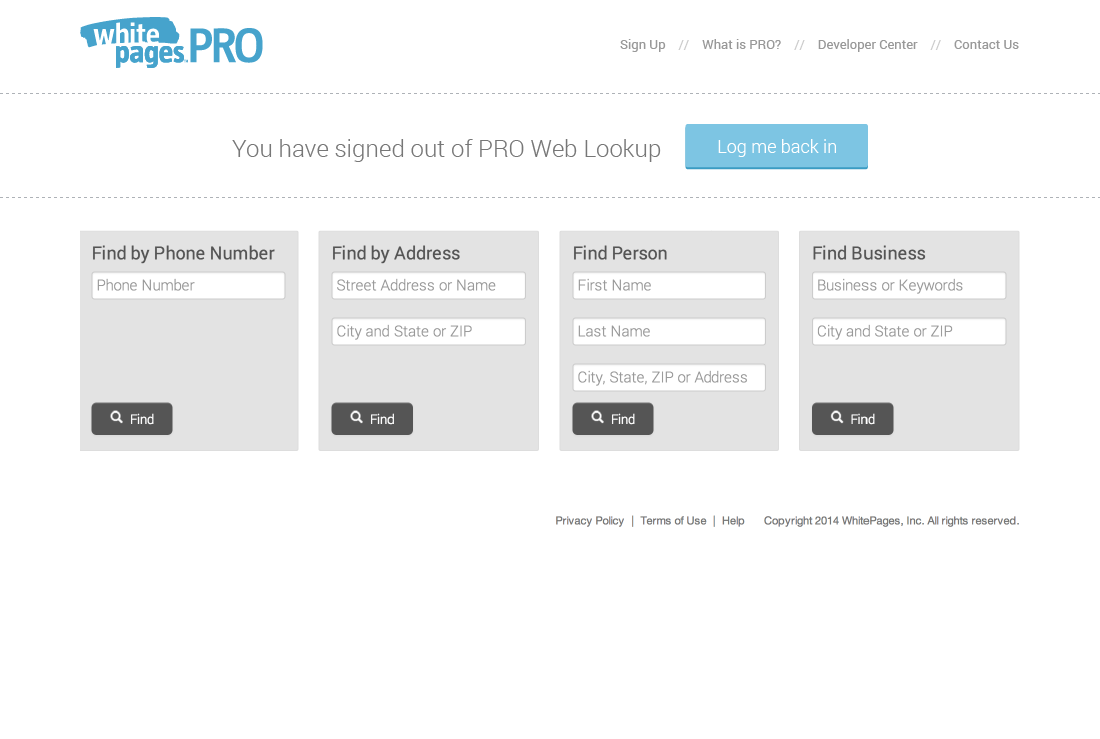 white pages.PRO
Sign Up // What is PRO? // Developer Center // Contact Us
You have signed out of PRO Web Lookup
Log me back in
Find by Phone Number
Phone Number
Find
Find by Address
Street Address or Name
City and State or ZIP
Find
Find Person
First Name
Last Name
City, State, ZIP or Address
Find
Find Business
Business or Keywords
City and State or ZIP
Find
Privacy Policy | Terms of Use | Help Copyright 2014 WhitePages, Inc. All rights reserved.